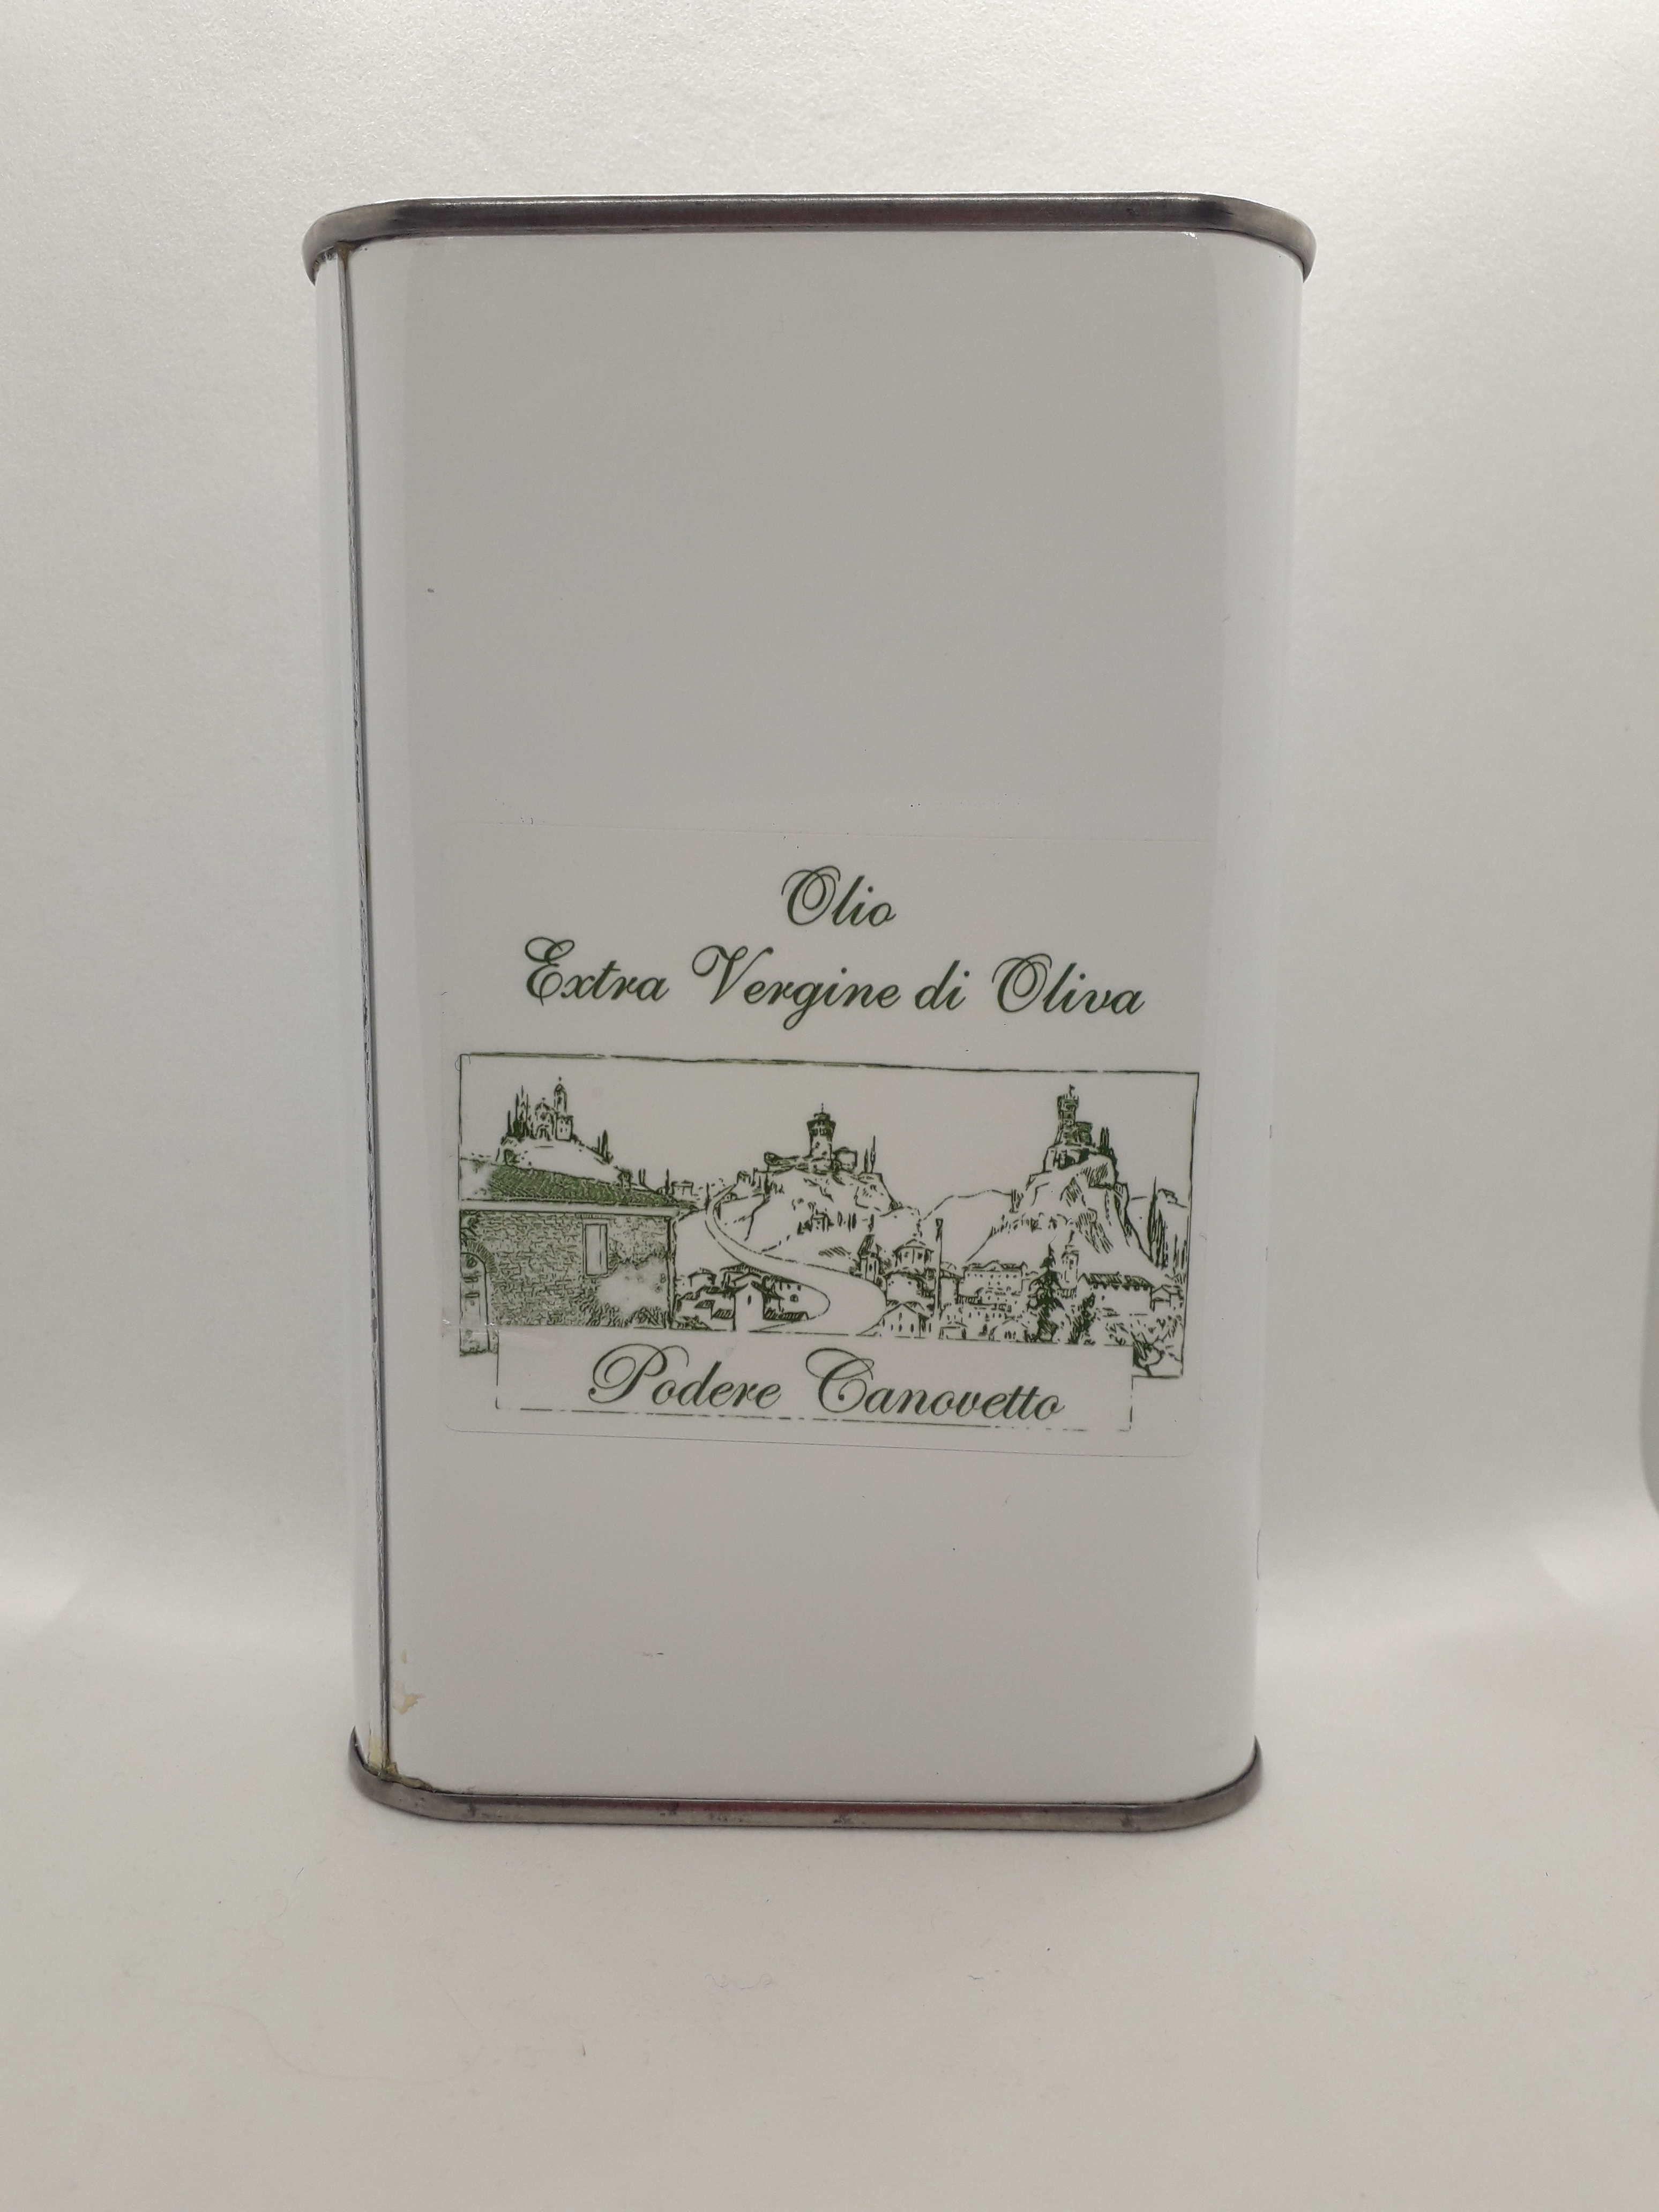 Olio
Extra Vergine di Oliva
Podere Canovetto